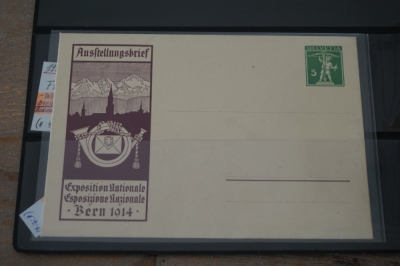 Ausstellungsbrief
HELVETIA
5
Exposition Nationale
Esposizione Nazionale
· Bern 1914 ·